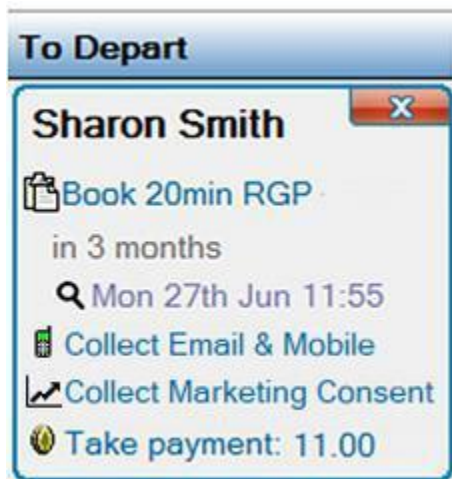 To Depart
Sharon Smith
X
Book 20min RGP
in 3 months
Mon 27th Jun 11:55
Collect Email & Mobile
Collect Marketing Consent
Take payment: 11.00